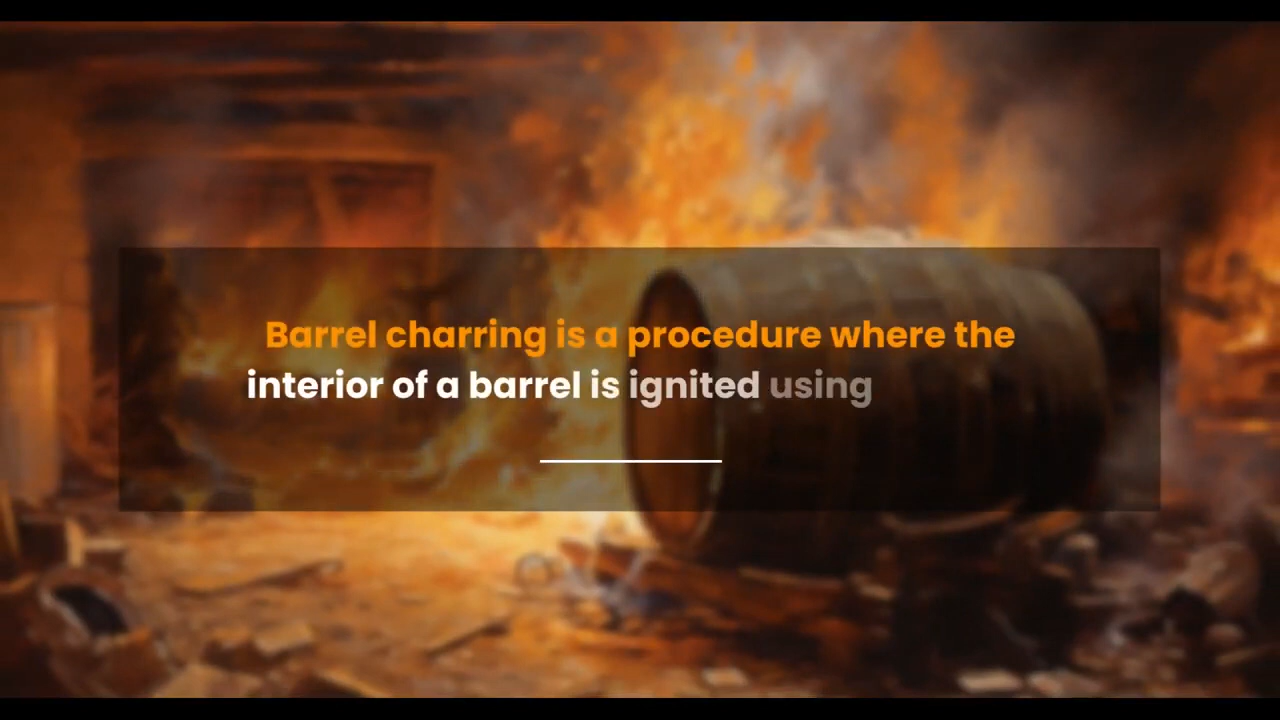 Barrel charring is a procedure where the
interior of a barrel is ignited using